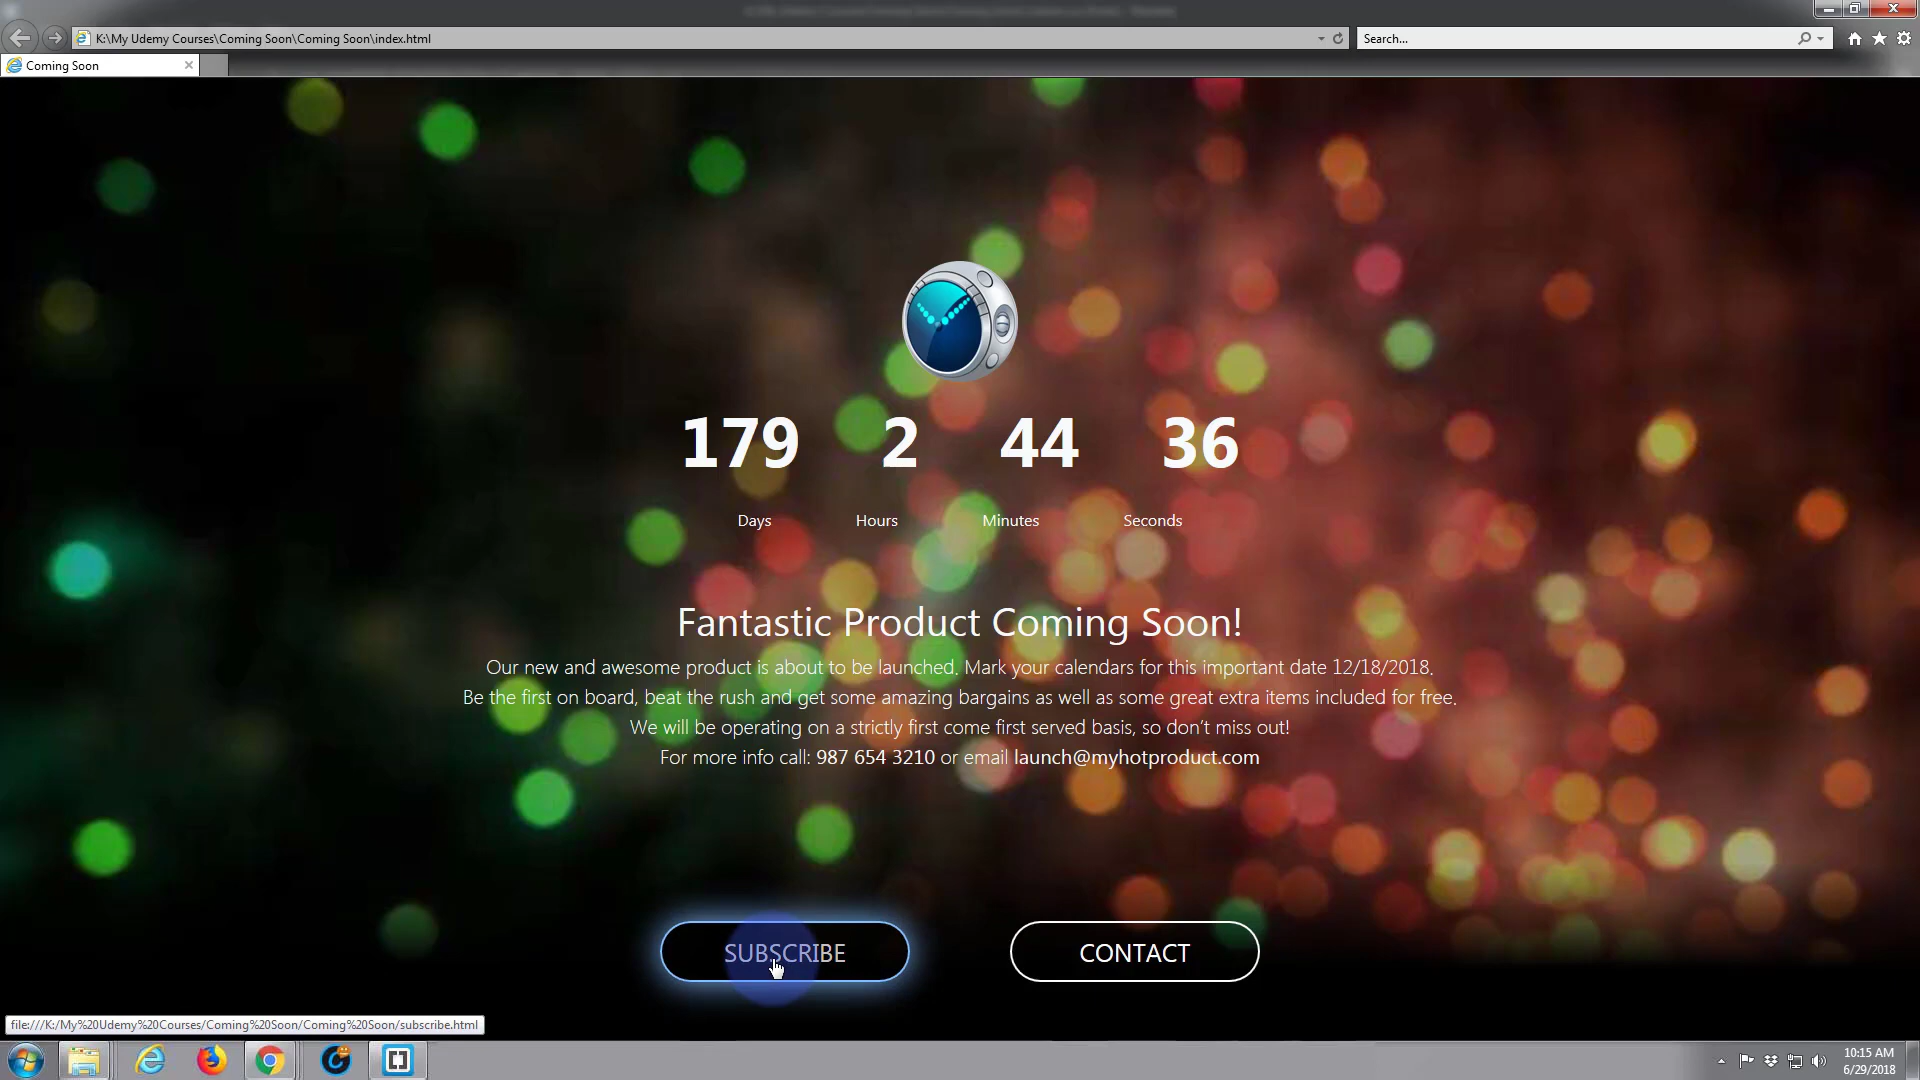 K:\My Udemy Courses\Coming Soon\Coming Soon\index.html
Search...
Coming Soon
179 2 44 36
Days Hours Minutes Seconds
Fantastic Product Coming Soon!
Our new and awesome product is about to be launched. Mark your calendars for this important date 12/18/2018.
Be the first on board, beat the rush and get some amazing bargains as well as some great extra items included for free.
We will be operating on a strictly first come first served basis, so don’t miss out!
For more info call: 987 654 3210 or email launch@myhotproduct.com
SUBSCRIBE CONTACT
file:///K:/My%20Udemy%20Courses/Coming%20Soon/Coming%20Soon/subscribe.html
10:15 AM
6/29/2018